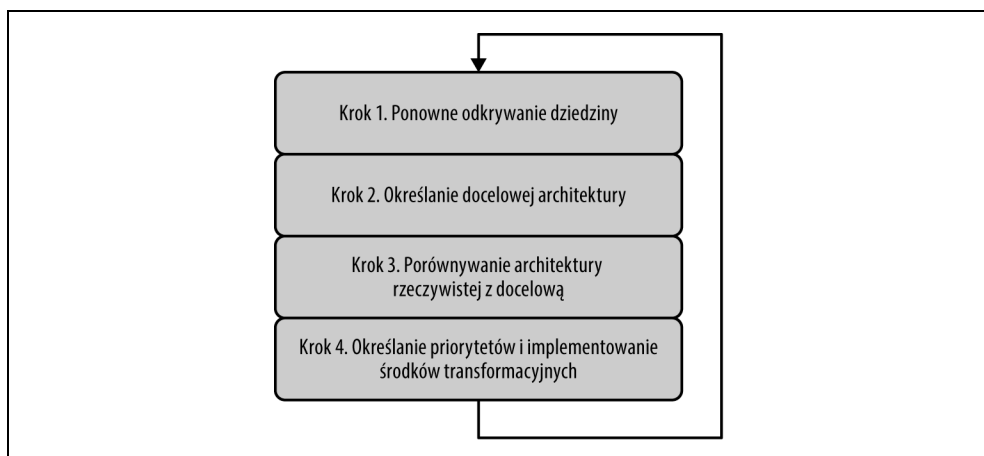 Krok 1. Ponowne odkrywanie dziedziny
Krok 2. Określanie docelowej architektury
Krok 3. Porównywanie architektury
rzeczywistej z docelową
Krok 4. Określanie priorytetów i implementowanie
środków transformacyjnych